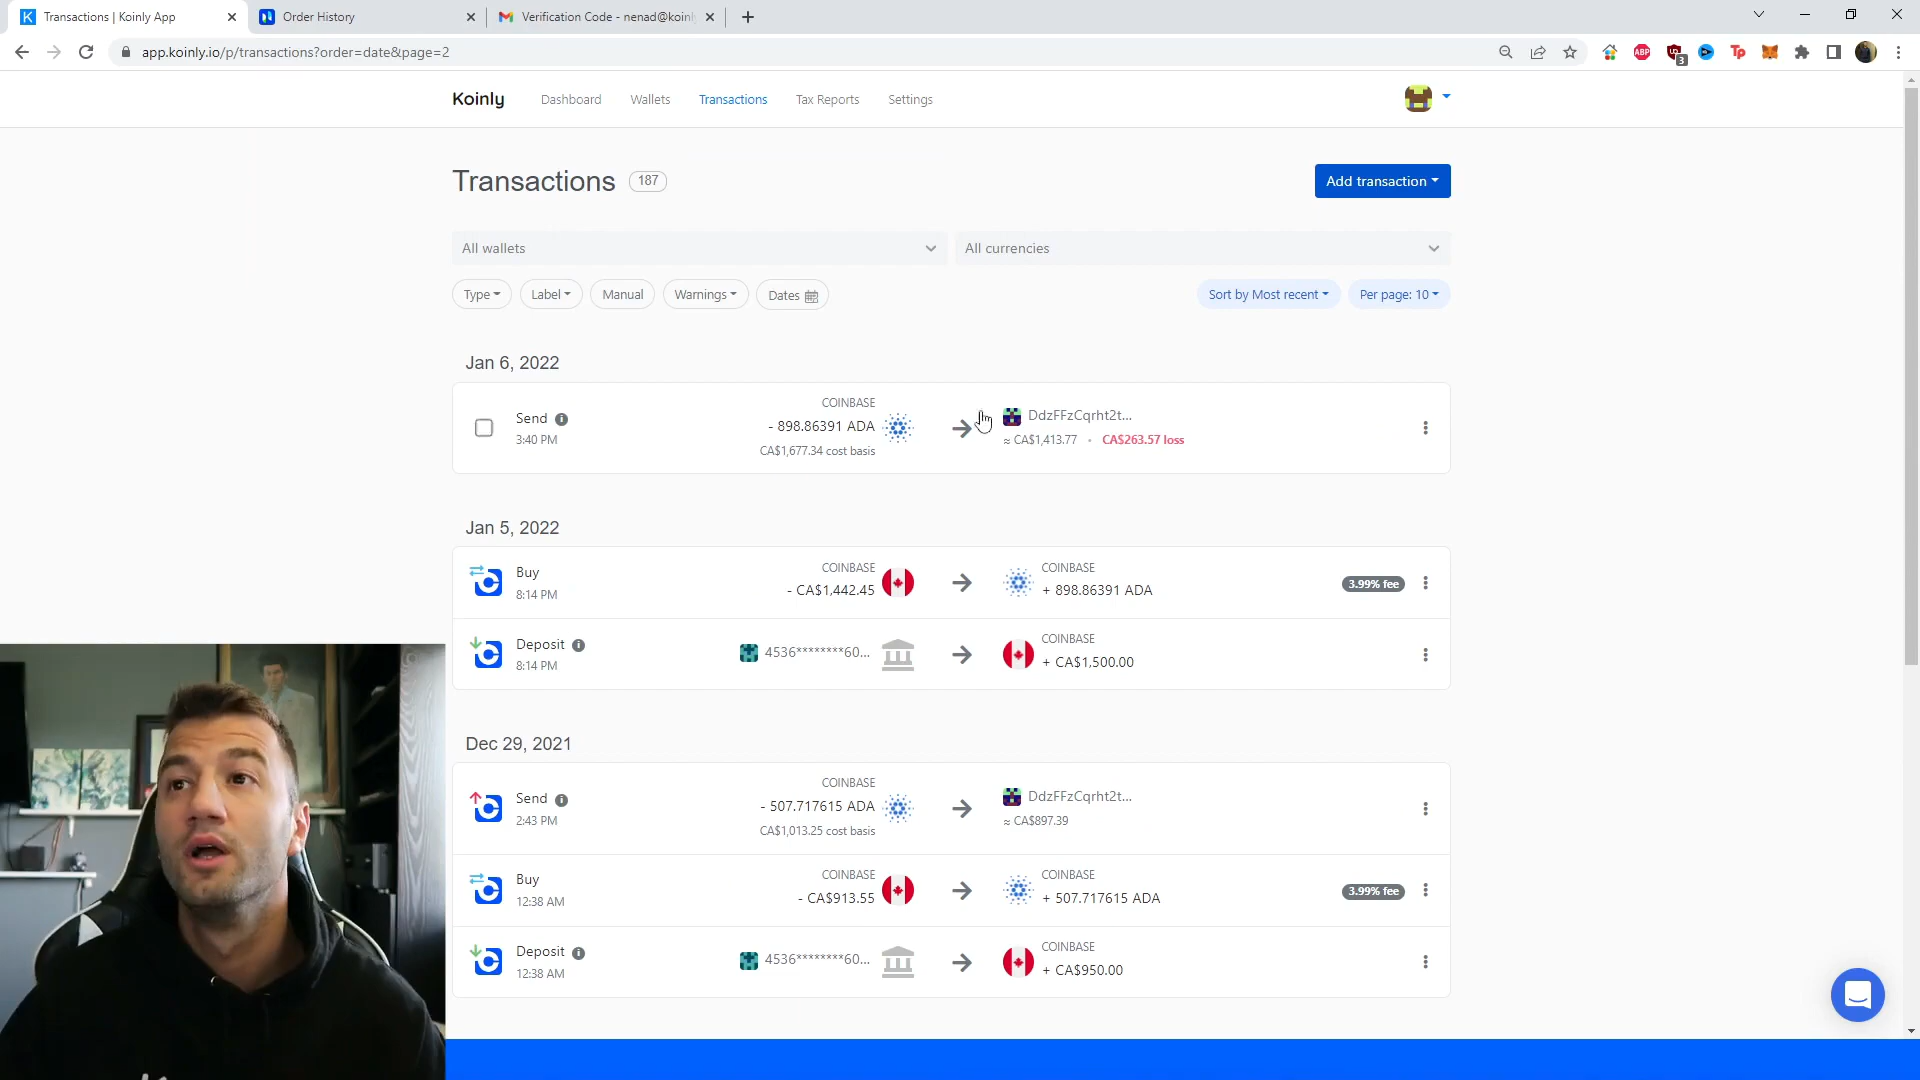 Transactions | Koinly App
Order History
Verification Code - nenad@koinl
app.koinly.io/p/transactions?order=date&page=2
ABP
3
Tp
Koinly
Dashboard
Wallets
Transactions
Tax Reports
Settings
Transactions 187
Add transaction
All wallets
All currencies
Type
Label
Manual
Warnings
Dates
Sort by Most recent
Per page: 10
Jan 6, 2022
Send
3:40 PM
COINBASE
- 898.86391 ADA
CA$1,677.34 cost basis
DdzFFzCqrht2t...
≈ CA$1,413.77 • CA$263.57 loss
Jan 5, 2022
Buy
8:14 PM
COINBASE
- CA$1,442.45
COINBASE
+ 898.86391 ADA
3.99% fee
Deposit
8:14 PM
4536********60...
COINBASE
+ CA$1,500.00
Dec 29, 2021
Send
2:43 PM
COINBASE
- 507.717615 ADA
CA$1,013.25 cost basis
DdzFFzCqrht2t...
≈ CA$897.39
Buy
12:38 AM
COINBASE
- CA$913.55
COINBASE
+ 507.717615 ADA
3.99% fee
Deposit
12:38 AM
4536********60...
COINBASE
+ CA$950.00